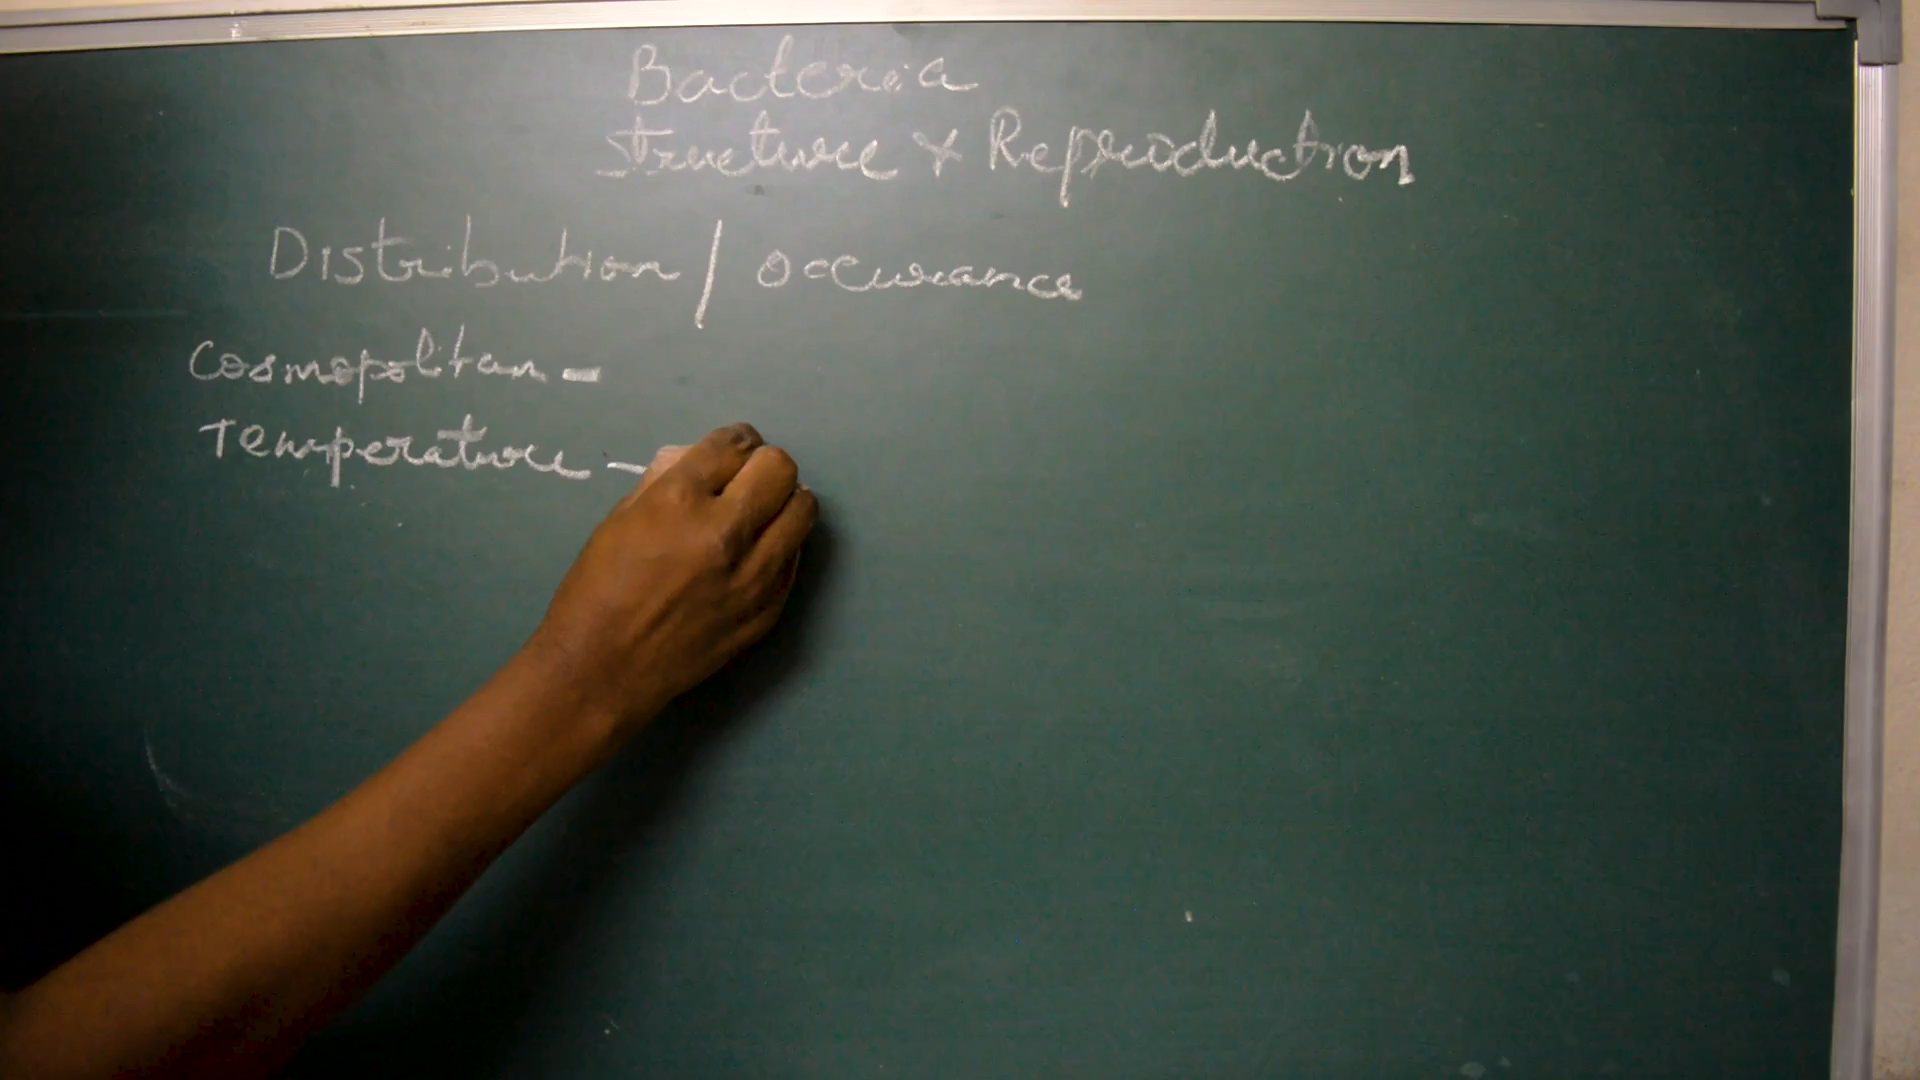 Bacteria
Structure & Reproduction
Distribution / Occurance
Cosmopolitan -
Temperature -